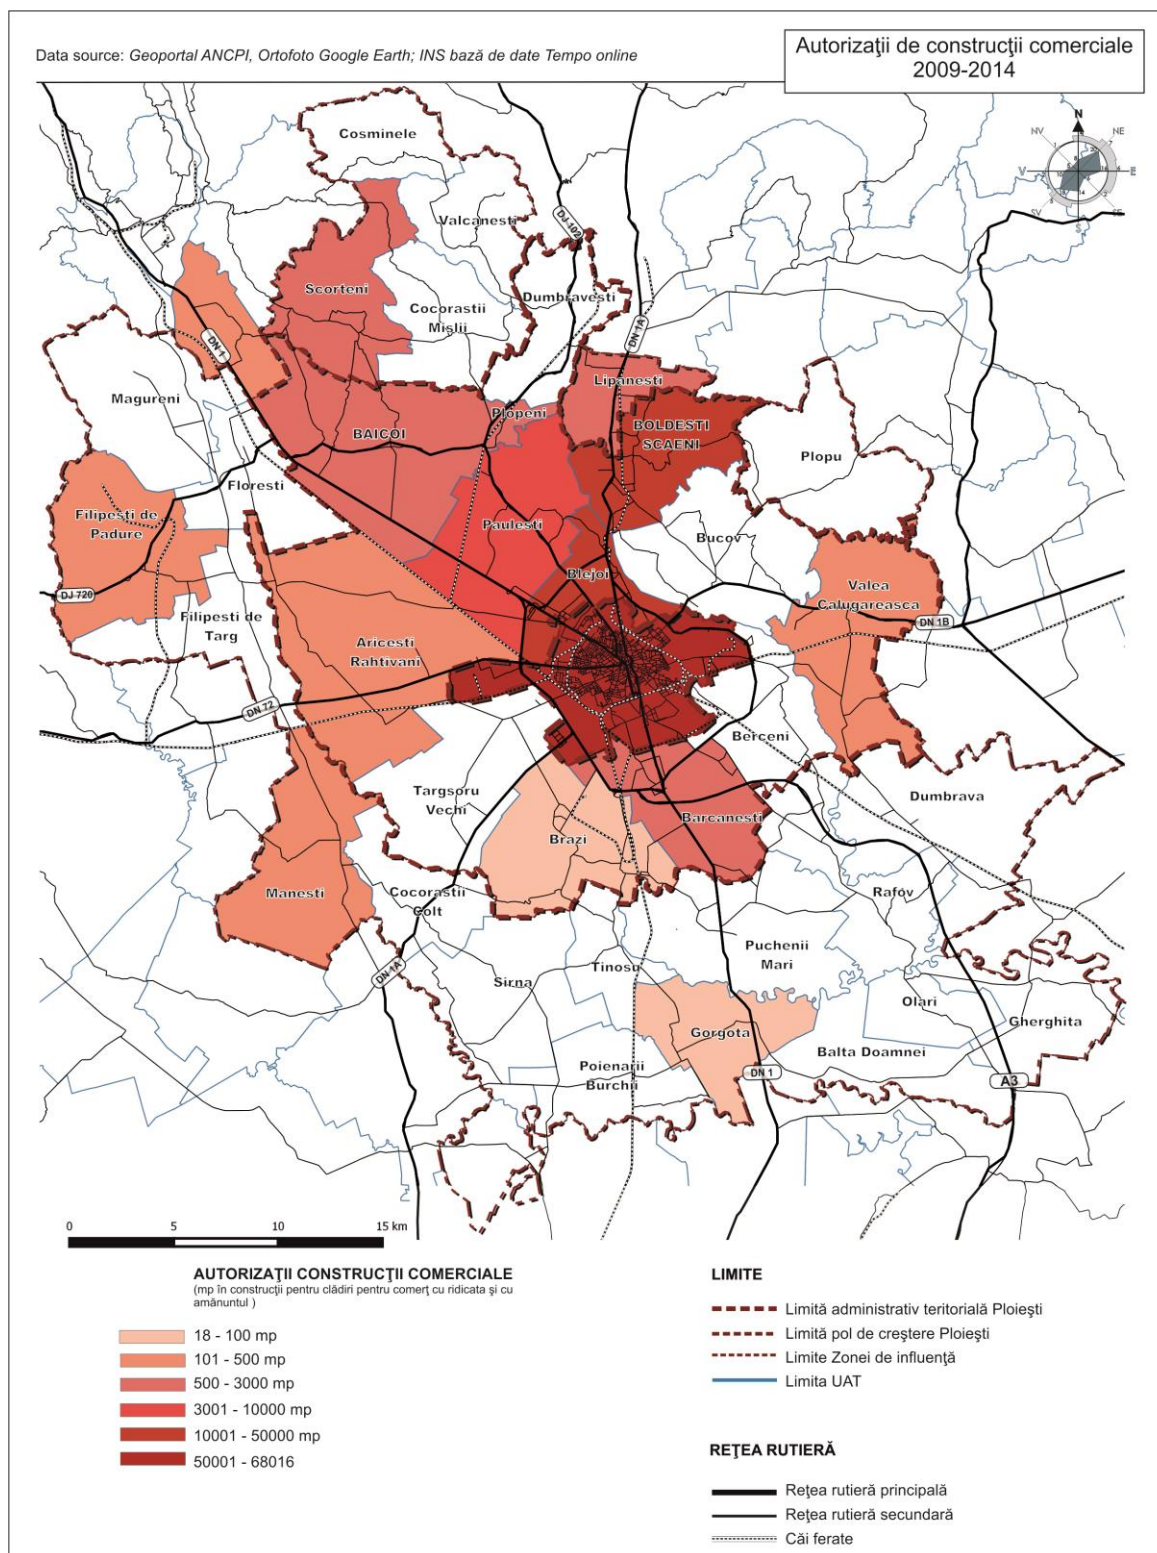 Data source: Geoportal ANCPI, Ortofoto Google Earth; INS bază de date Tempo online
Autorizaţii de construcţii comerciale
2009-2014
N
NV
NE
V
E
SV
SE
S
Cosminele
Valcanesti
DJ-102
Scorteni
Cocorastii
Mislii
Dumbravesti
DN 1A
DN 1
Magureni
Lipanesti
Plopeni
BAICOI
BOLDESTI
SCAENI
Plopu
Floresti
Filipesti de
Padure
Paulesti
Bucov
Blejoi
Valea
Calugareasca
DJ 720
DN 1B
Filipesti de
Targ
Aricesti
Rahtivani
DN 72
Berceni
Targsoru
Vechi
Dumbrava
Barcanesti
Brazi
Manesti
Cocorastii
Colt
Rafov
DN 1A
Puchenii
Mari
Tinosu
Sirna
Olari
Gherghita
Gorgota
Balta Doamnei
Poienarii
Burchii
DN 1
A3
0 5 10 15 km
AUTORIZAŢII CONSTRUCŢII COMERCIALE
(mp în construcţii pentru clădiri pentru comerţ cu ridicata şi cu
amănuntul )
18 - 100 mp
101 - 500 mp
500 - 3000 mp
3001 - 10000 mp
10001 - 50000 mp
50001 - 68016
LIMITE
Limită administrativ teritorială Ploieşti
Limită pol de creştere Ploieşti
Limite Zonei de influenţă
Limita UAT
REŢEA RUTIERĂ
Reţea rutieră principală
Reţea rutieră secundară
Căi ferate